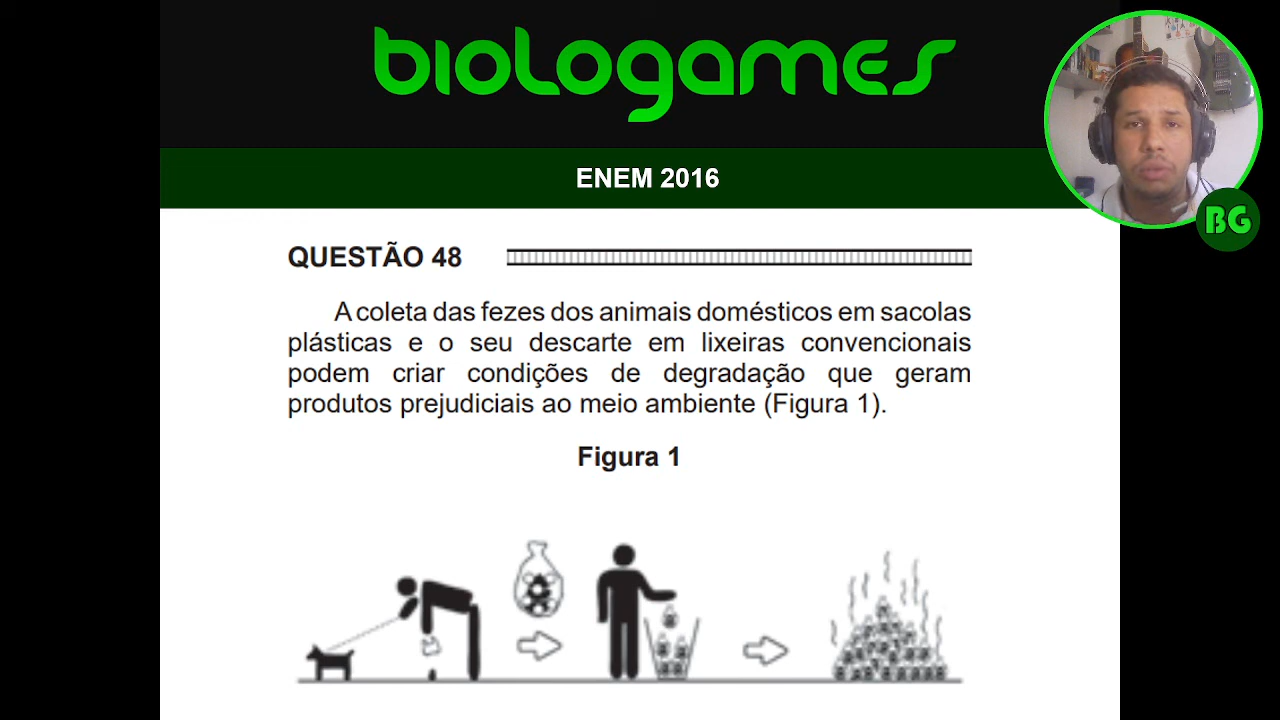 biologames
ENEM 2016
BG
QUESTÃO 48
A coleta das fezes dos animais domésticos em sacolas
plásticas e o seu descarte em lixeiras convencionais
podem criar condições de degradação que geram
produtos prejudiciais ao meio ambiente (Figura 1).
Figura 1